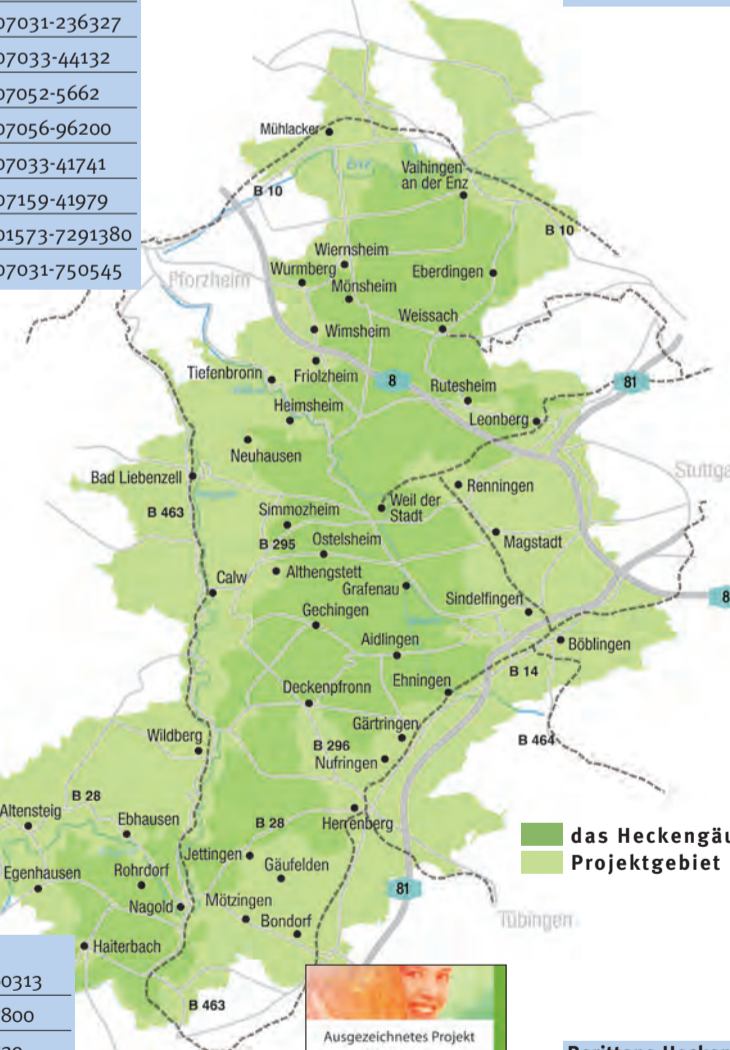 07031-236327
07033-44132
07052-5662
07056-96200
07033-41741
07159-41979
01573-7291380
07031-750545
Mühlacker
Enz
Vaihingen
an der Enz
B 10
B 10
Pforzheim
Wiernsheim
Wurmberg
Mönsheim
Eberdingen
Weissach
Wimsheim
Tiefenbronn
Friolzheim
8
Rutesheim
81
Heimsheim
Leonberg
Neuhausen
Bad Liebenzell
Renningen
Stuttga
B 463
Simmozheim
Weil der
Stadt
B 295
Ostelsheim
Magstadt
Calw
Althengstett
Grafenau
Sindelfingen
8
Gechingen
Aidlingen
Böblingen
B 14
Deckenpfronn
Ehningen
Gärtringen
Wildberg
B 296
B 464
Nufringen
B 28
Altensteig
Ebhausen
B 28
Herrenberg
das Heckengäu
Projektgebiet
Jettingen
Gäufelden
Egenhausen
Rohrdorf
81
Nagold
Mötzingen
Bondorf
Tübingen
Haiterbach
B 463
0313
800
Ausgezeichnetes Projekt